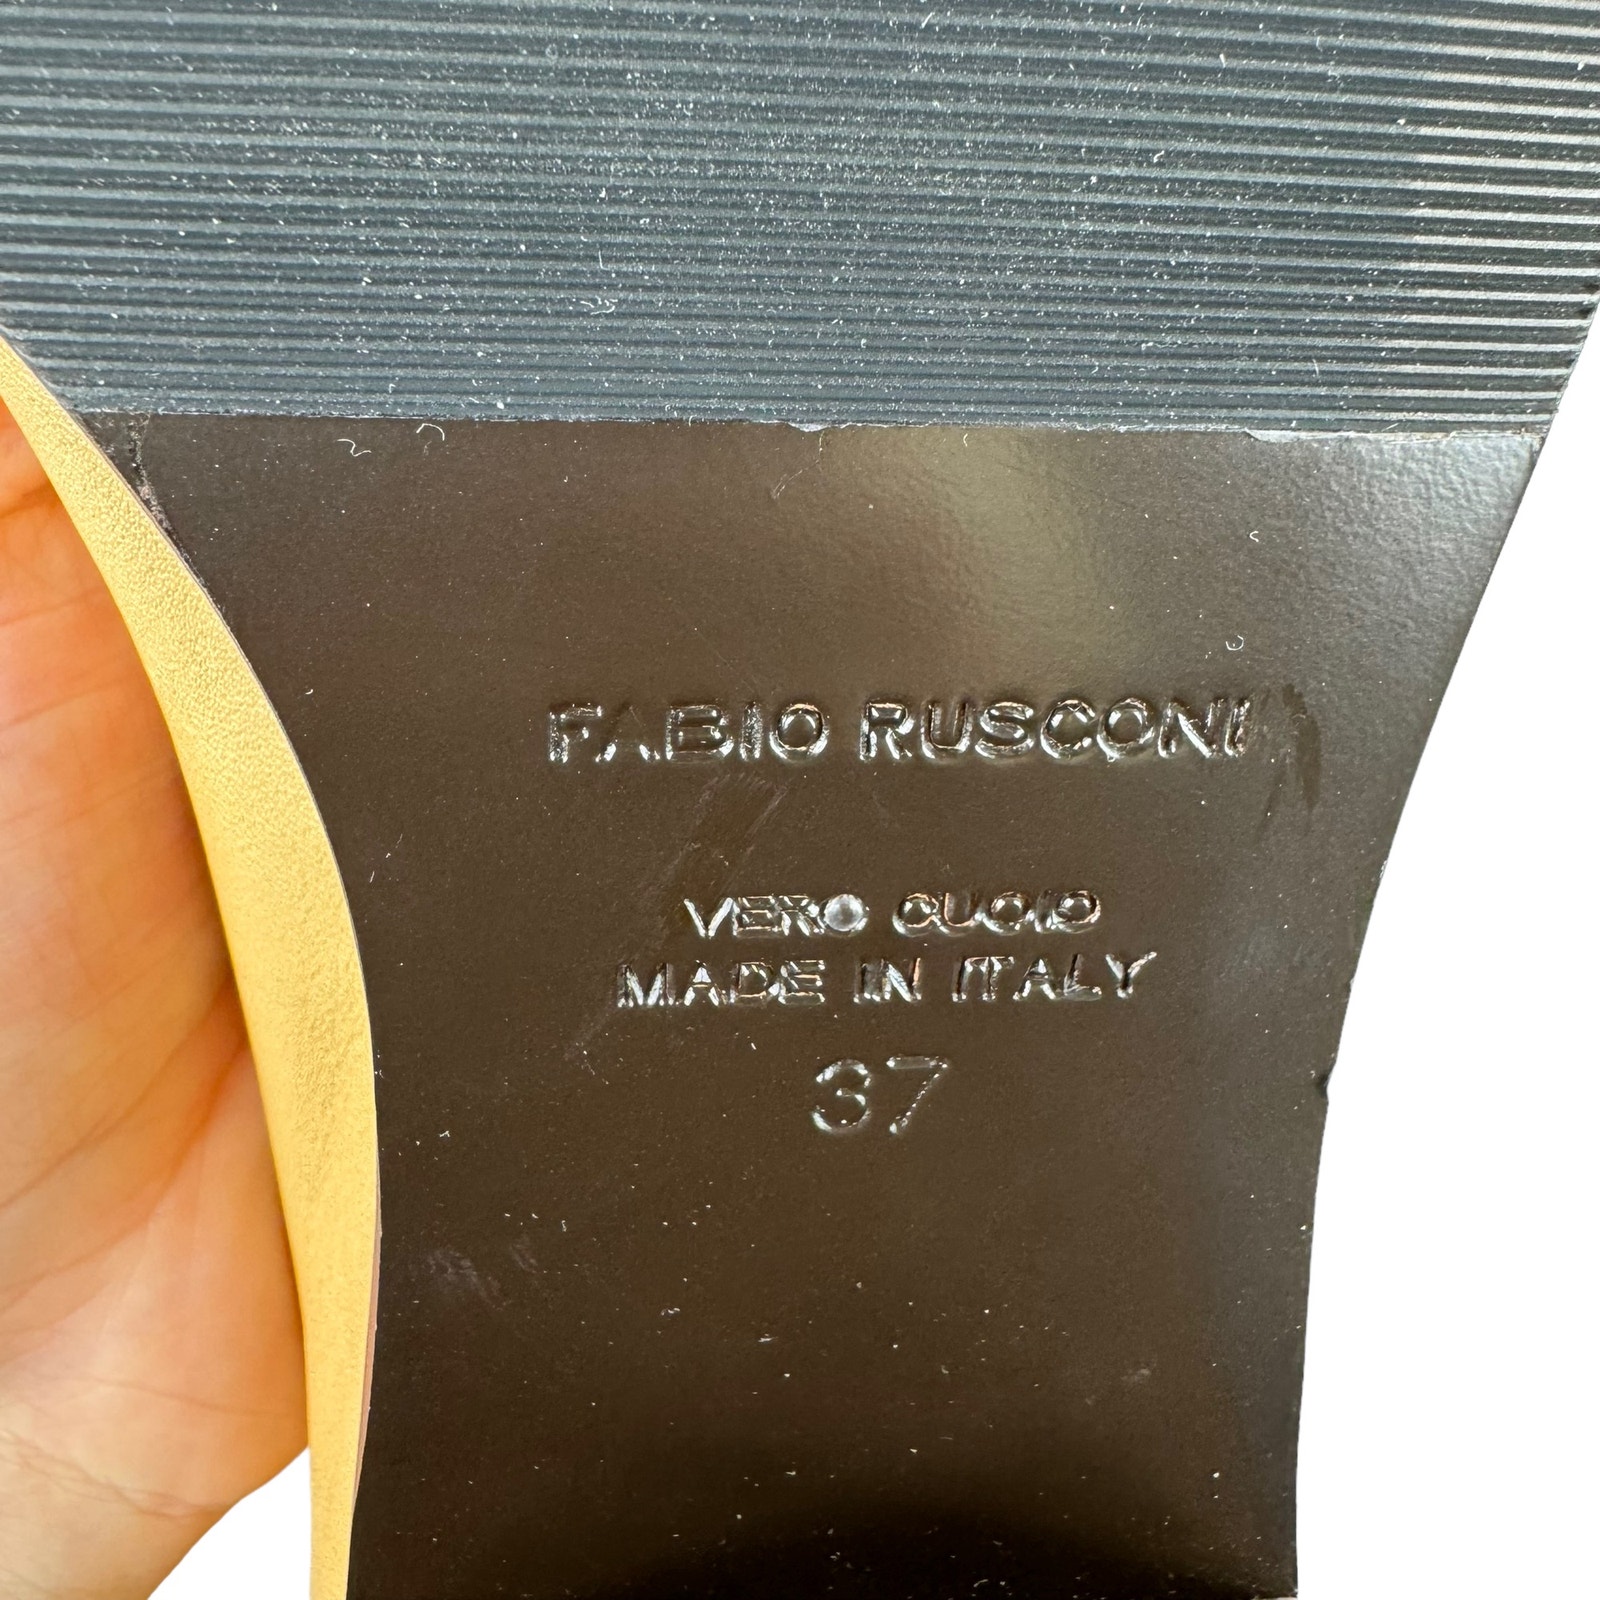 FABIO RUSCONI
VERO CUOIO
MADE IN ITALY
37